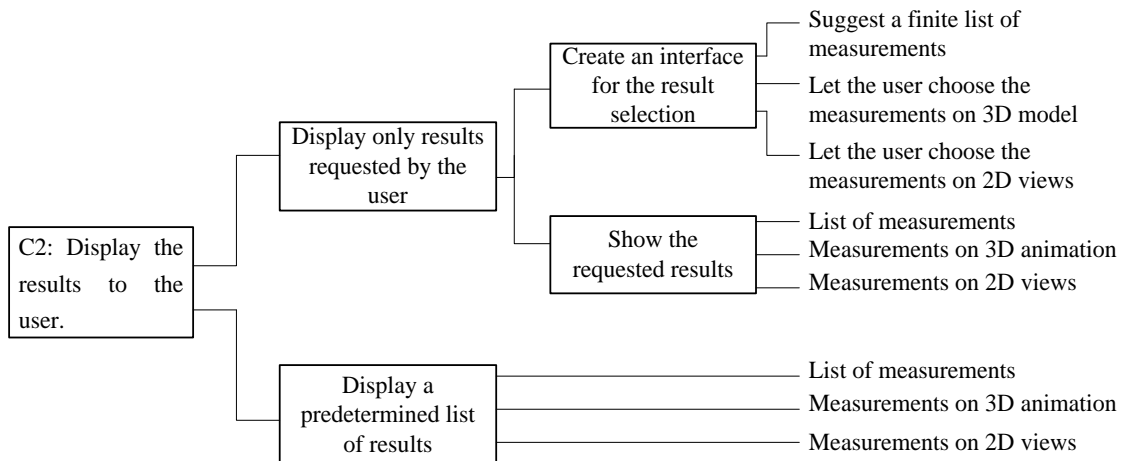 C2: Display the
results to the
user.
Display only results
requested by the
user
Create an interface
for the result
selection
Suggest a finite list of
measurements
Let the user choose the
measurements on 3D model
Let the user choose the
measurements on 2D views
Show the
requested results
List of measurements
Measurements on 3D animation
Measurements on 2D views
Display a
predetermined list
of results
List of measurements
Measurements on 3D animation
Measurements on 2D views